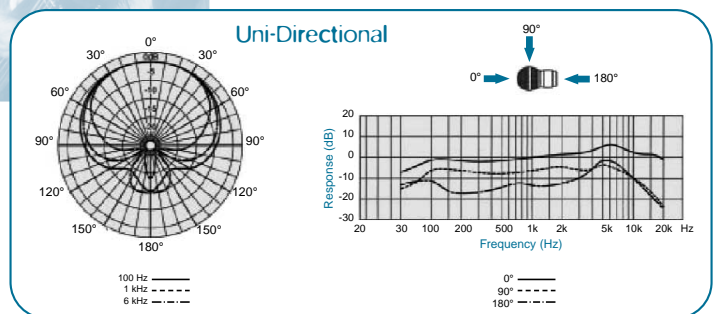 Uni-Directional
0°
30° 30°
60° 60°
90° 90°
120° 120°
150° 150°
180°
0dB
-5
-10
-15
100 Hz
1 kHz
6 kHz
90°
0° 180°
Response (dB)
20
10
0
-10
-20
-30
20 30 100 200 500 1k 2k 5k 10k 20k Hz
Frequency (Hz)
0°
90°
180°